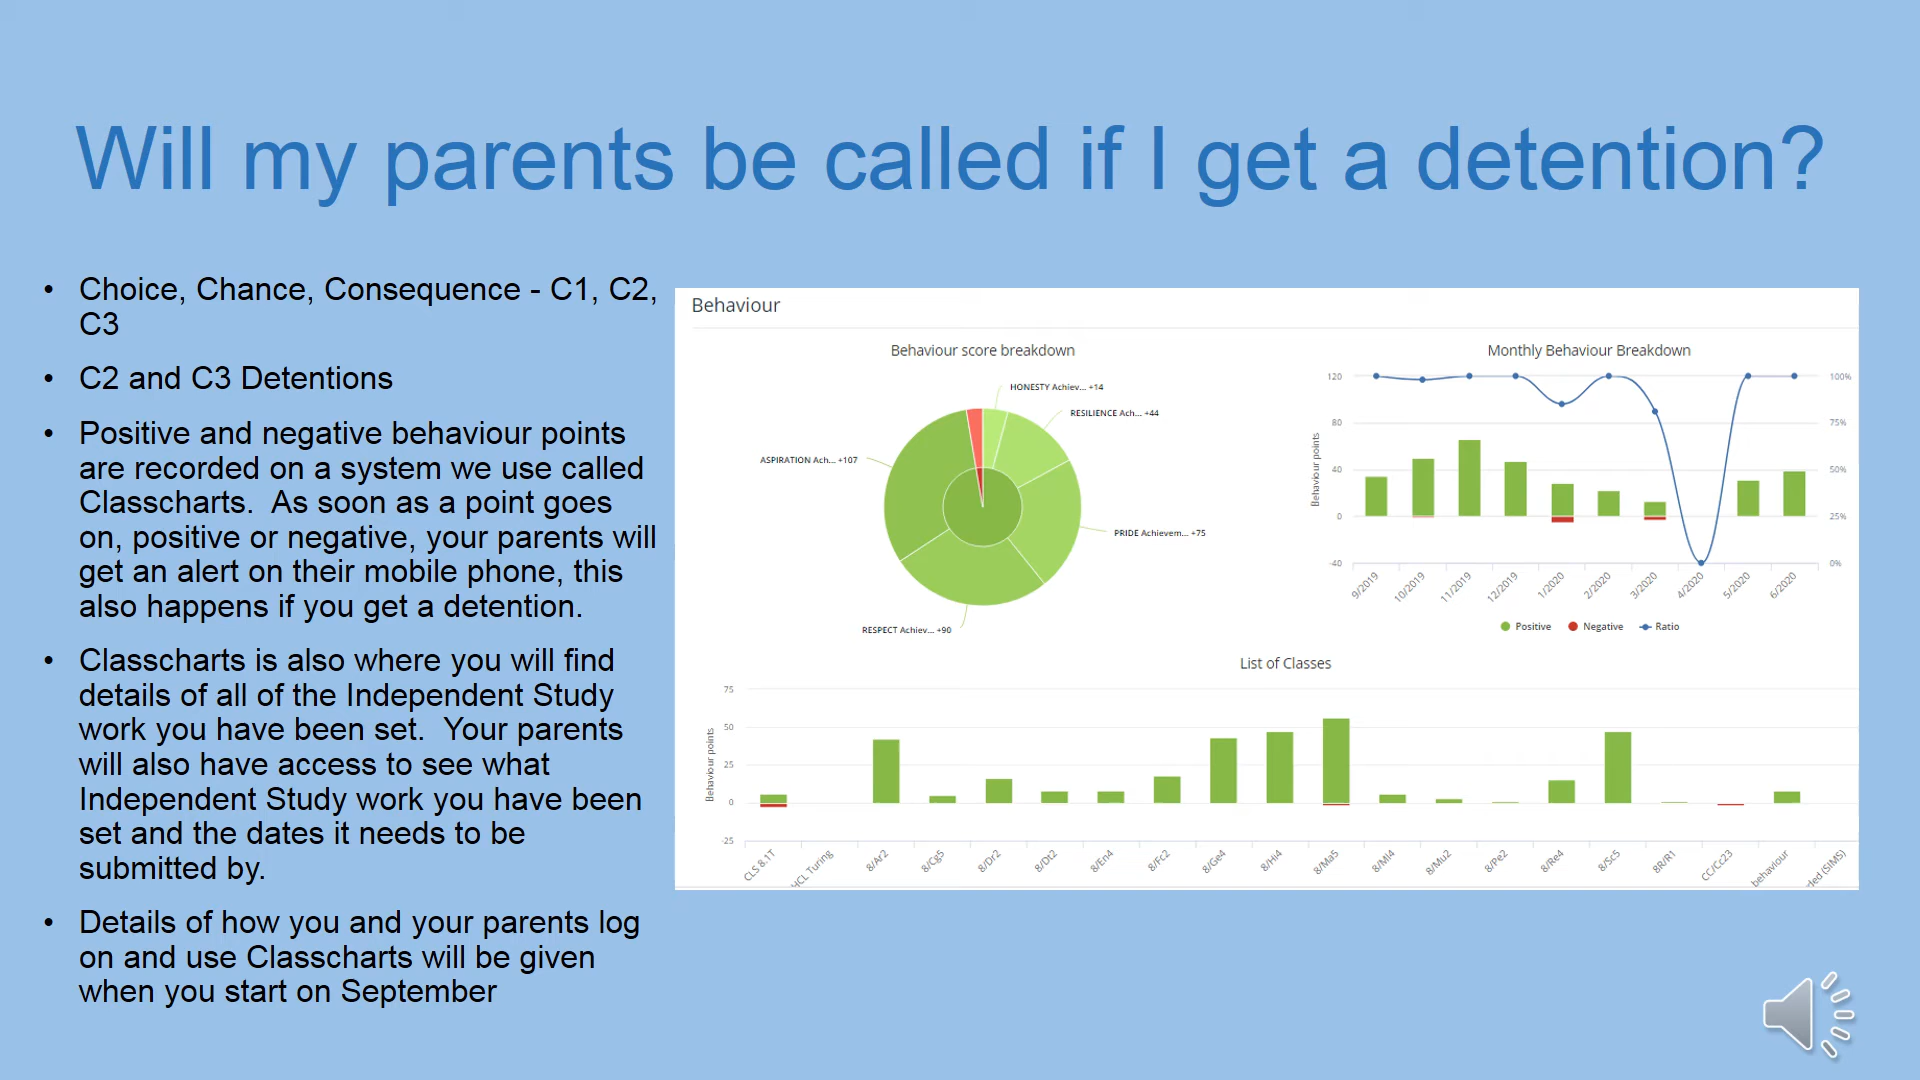 Will my parents be called if I get a detention?
• Choice, Chance, Consequence - C1, C2,
C3
• C2 and C3 Detentions
• Positive and negative behaviour points
are recorded on a system we use called
Classcharts.  As soon as a point goes
on, positive or negative, your parents will
get an alert on their mobile phone, this
also happens if you get a detention.
• Classcharts is also where you will find
details of all of the Independent Study
work you have been set.  Your parents
will also have access to see what
Independent Study work you have been
set and the dates it needs to be
submitted by.
• Details of how you and your parents log
on and use Classcharts will be given
when you start on September
Behaviour
Behaviour score breakdown
HONESTY Achiev... +14
RESILIENCE Ach... +44
ASPIRATION Ach... +107
PRIDE Achievem... +75
RESPECT Achiev... +90
Monthly Behaviour Breakdown
Behaviour points
120
80
40
0
-40
100%
75%
50%
25%
0%
9/2019
10/2019
11/2019
12/2019
1/2020
2/2020
3/2020
4/2020
5/2020
6/2020
Positive
Negative
Ratio
List of Classes
Behaviour points
75
50
25
0
-25
CLS 8.1T
HCL Turing
8/Ar2
8/Cg5
8/Dr2
8/Dt2
8/En4
8/Fc2
8/Ge4
8/Hi4
8/Ma5
8/Ml4
8/Mu2
8/Pe2
8/Re4
8/Sc5
8R/R1
CC/Cc23
behaviour
ded (SIMS)